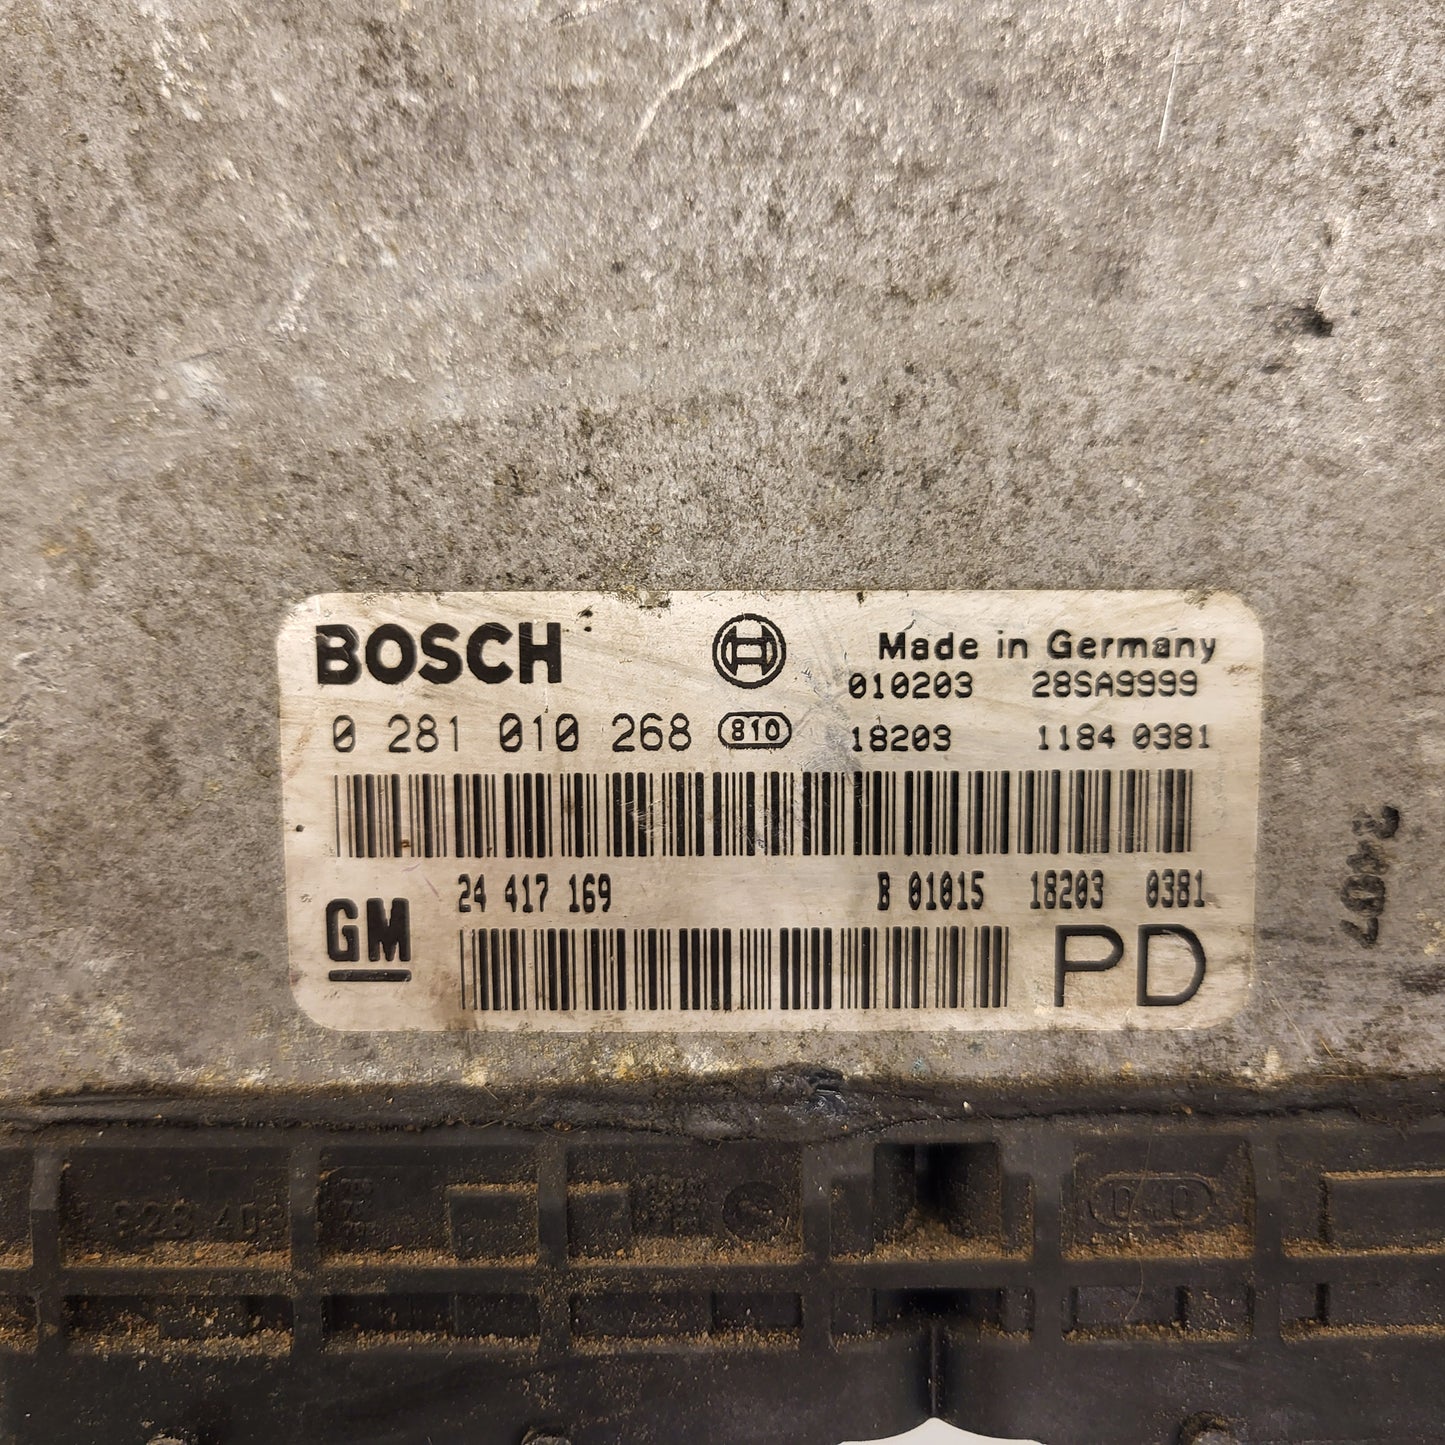 BOSCH
Made in Germany
010203 28SA9999
0 281 010 268 810 18203 1184 0381
24 417 169 B 01015 18203 0381
GM
PD
040